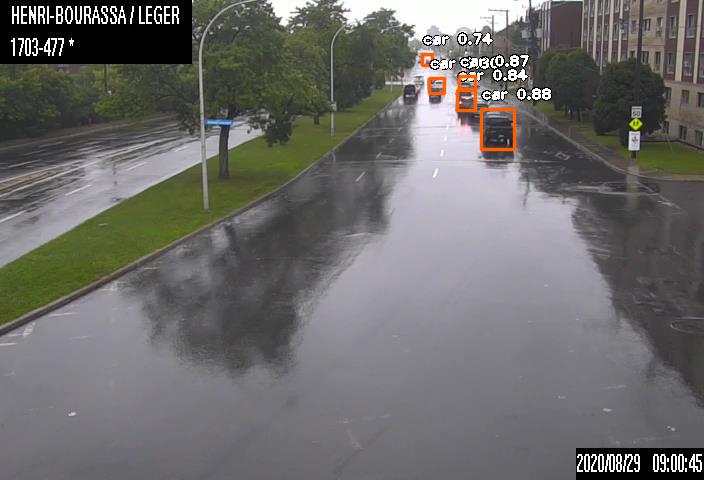 HENRI-BOURASSA / LEGER
1703-477 *
car 0.74
car 0.87
car 0.84
car 0.88
50
2020/08/29 09:00:45